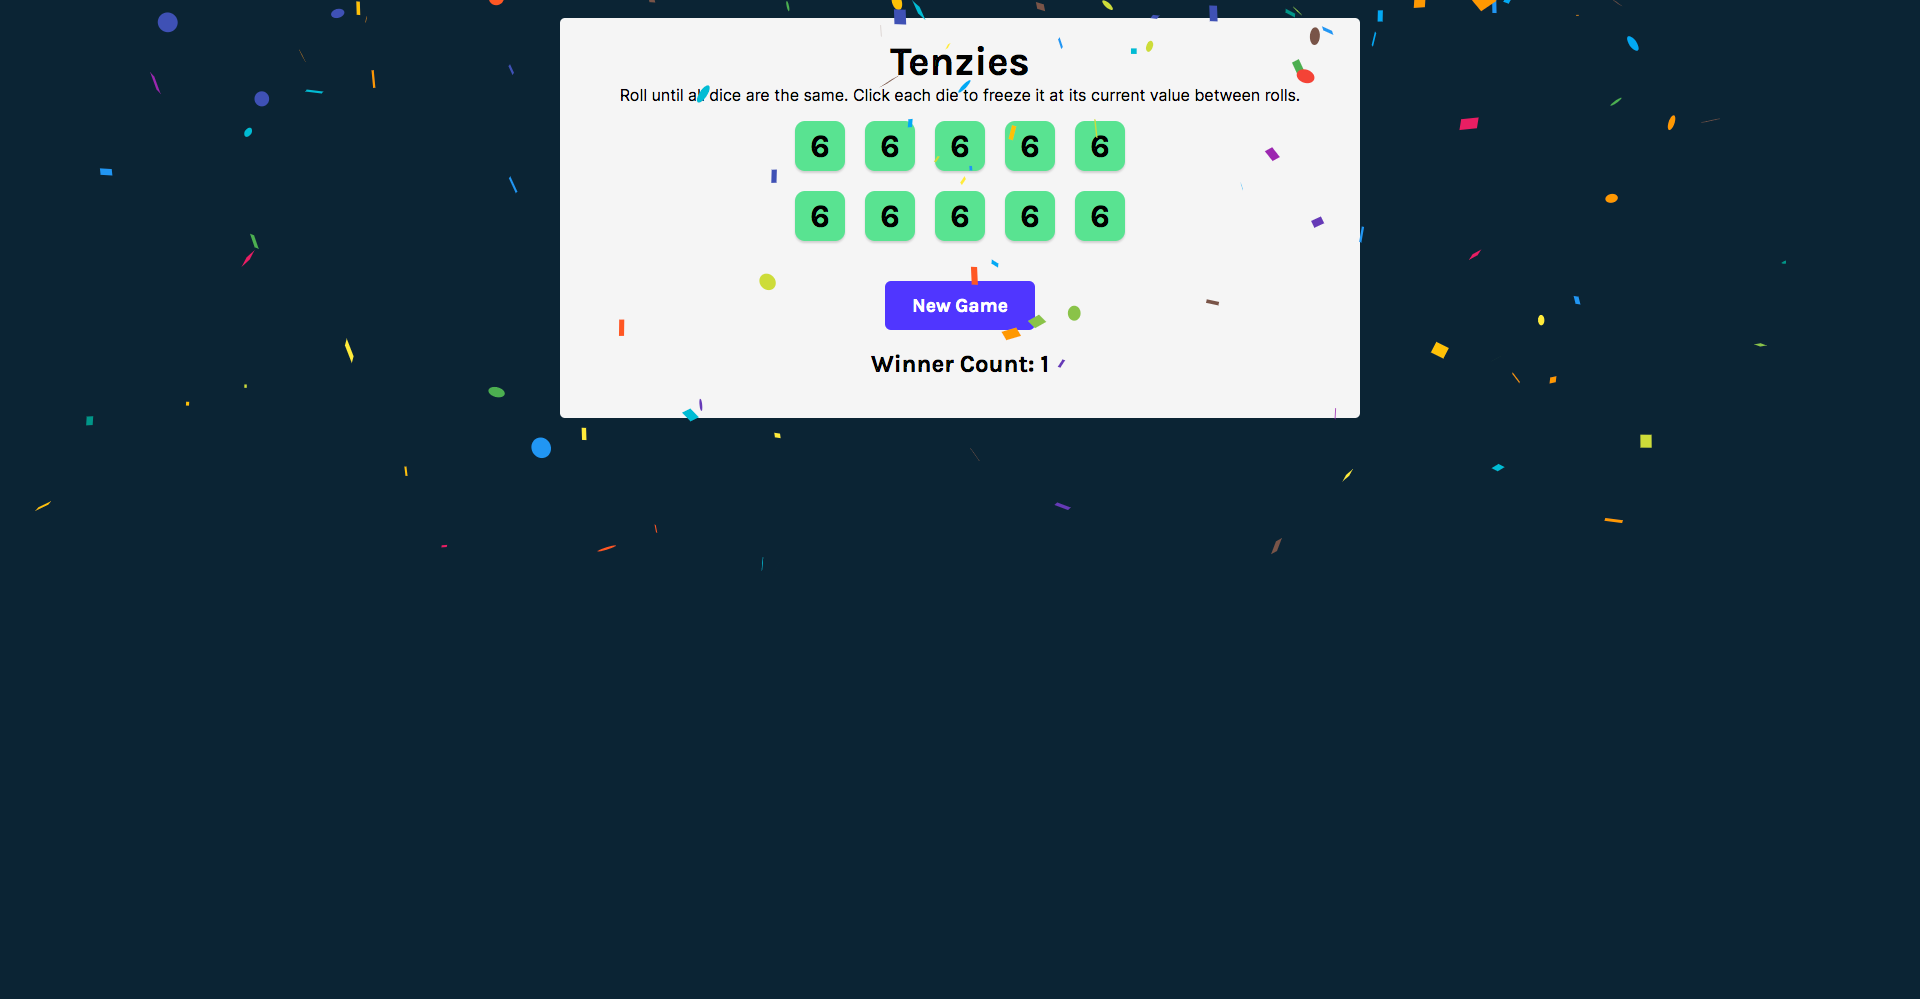 Tenzies
Roll until all dice are the same. Click each die to freeze it at its current value between rolls.
6 6 6 6 6
6 6 6 6 6
New Game
Winner Count: 1